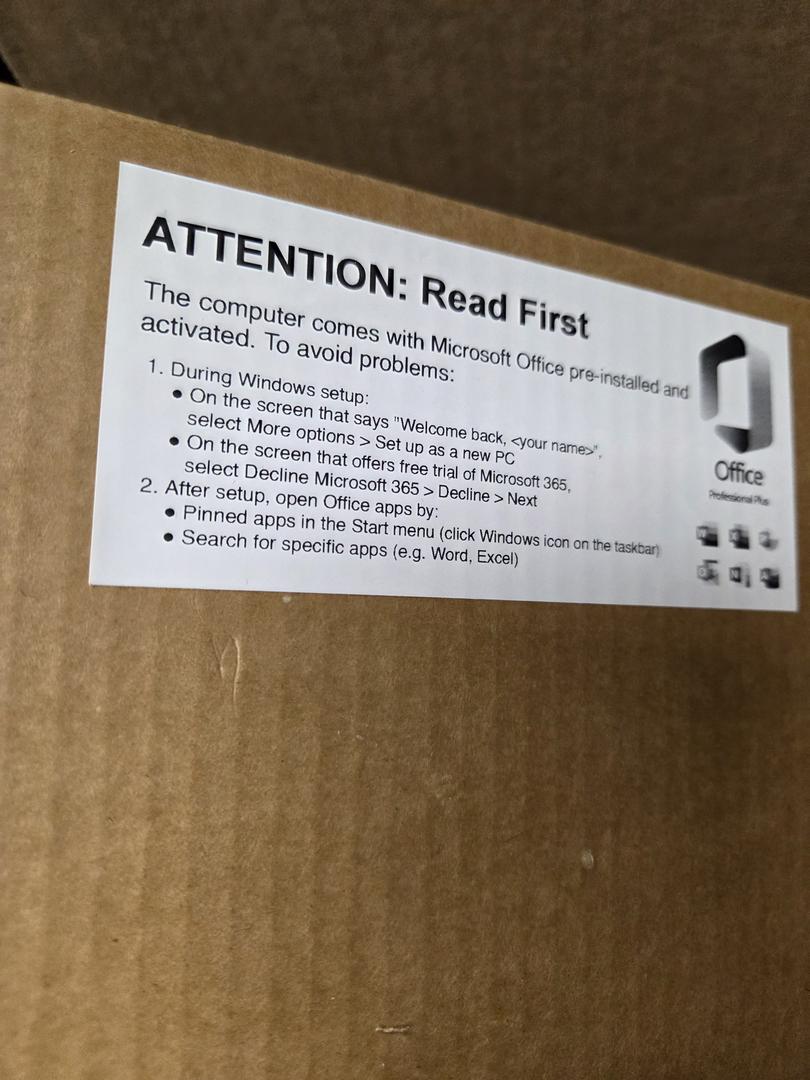 ATTENTION: Read First
The computer comes with Microsoft Office pre-installed and
activated. To avoid problems:
1. During Windows setup:
• On the screen that says "Welcome back, <your name>",
select More options > Set up as a new PC
• On the screen that offers free trial of Microsoft 365,
select Decline Microsoft 365 > Decline > Next
2. After setup, open Office apps by:
• Pinned apps in the Start menu (click Windows icon on the taskbar)
• Search for specific apps (e.g. Word, Excel)
Office
Professional Plus